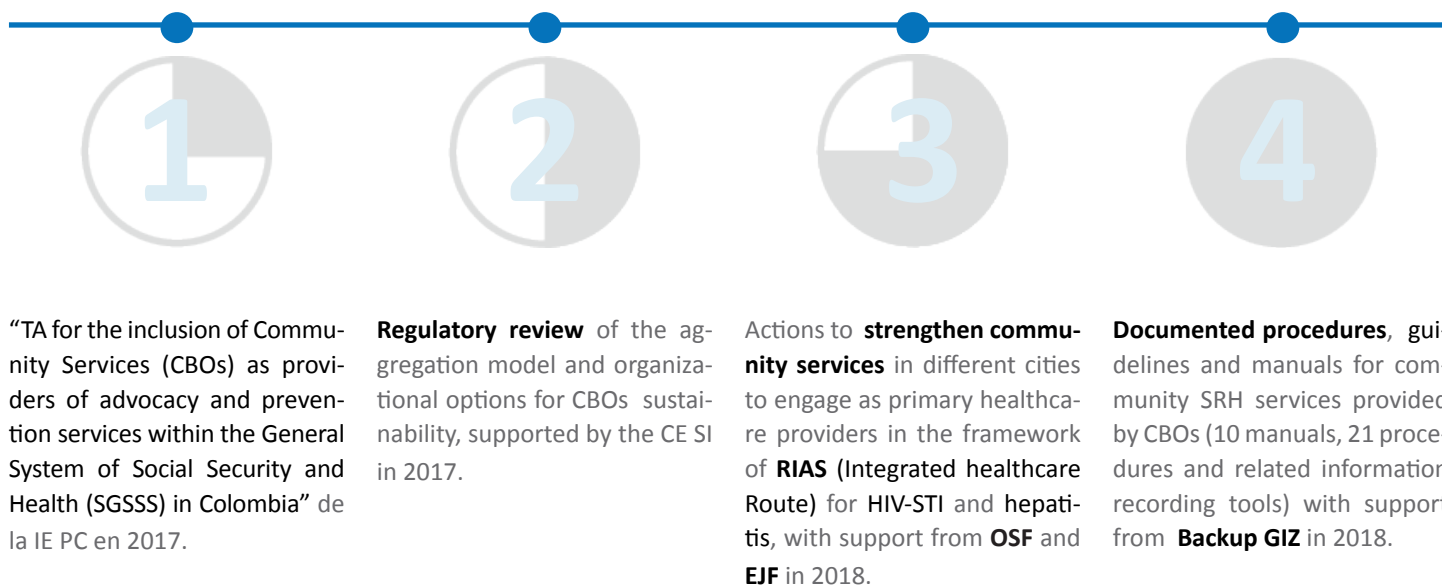 1
2
3
4
“TA for the inclusion of Commu-
nity Services (CBOs) as provi-
ders of advocacy and preven-
tion services within the General
System of Social Security and
Health (SGSSS) in Colombia” de
la IE PC en 2017.
Regulatory review of the ag-
gregation model and organiza-
tional options for CBOs sustai-
nability, supported by the CE SI
in 2017.
Actions to strengthen commu-
nity services in different cities
to engage as primary healthca-
re providers in the framework
of RIAS (Integrated healthcare
Route) for HIV-STI and hepati-
tis, with support from OSF and
EJF in 2018.
Documented procedures, gui-
delines and manuals for com-
munity SRH services provided
by CBOs (10 manuals, 21 proce-
dures and related information
recording tools) with support
from Backup GIZ in 2018.